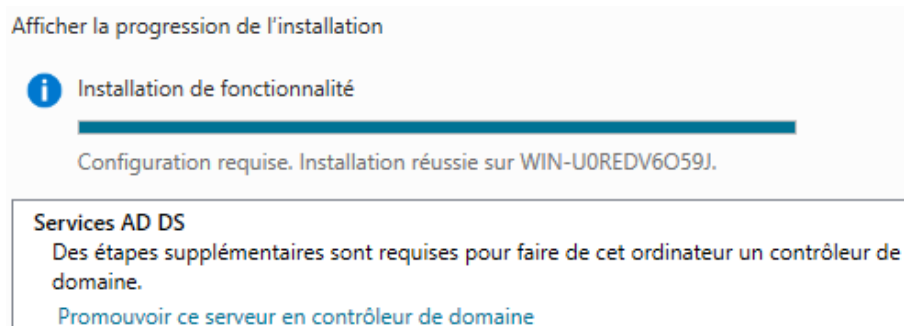 Afficher la progression de l'installation
Installation de fonctionnalité
Configuration requise. Installation réussie sur WIN-U0REDV6O59J.
Services AD DS
Des étapes supplémentaires sont requises pour faire de cet ordinateur un contrôleur de
domaine.
Promouvoir ce serveur en contrôleur de domaine